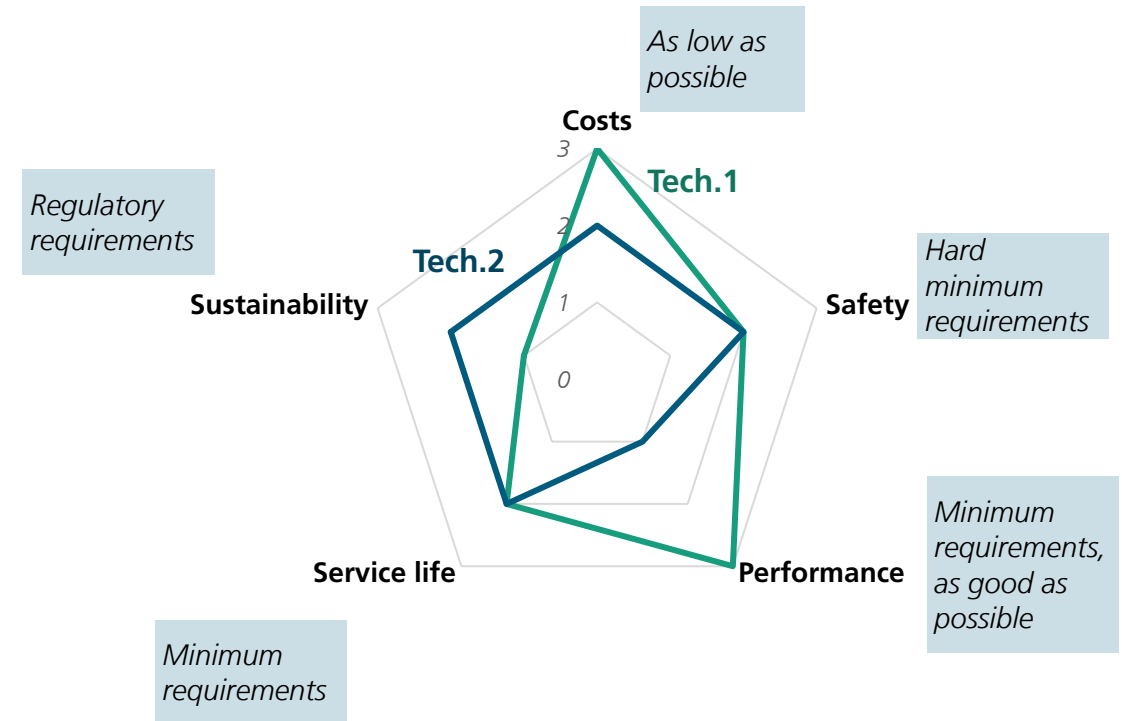 As low as
possible
Costs
3
Tech.1
Regulatory
requirements
2
Tech.2
Hard
minimum
requirements
Sustainability
1
Safety
0
Minimum
requirements,
as good as
possible
Service life
Performance
Minimum
requirements